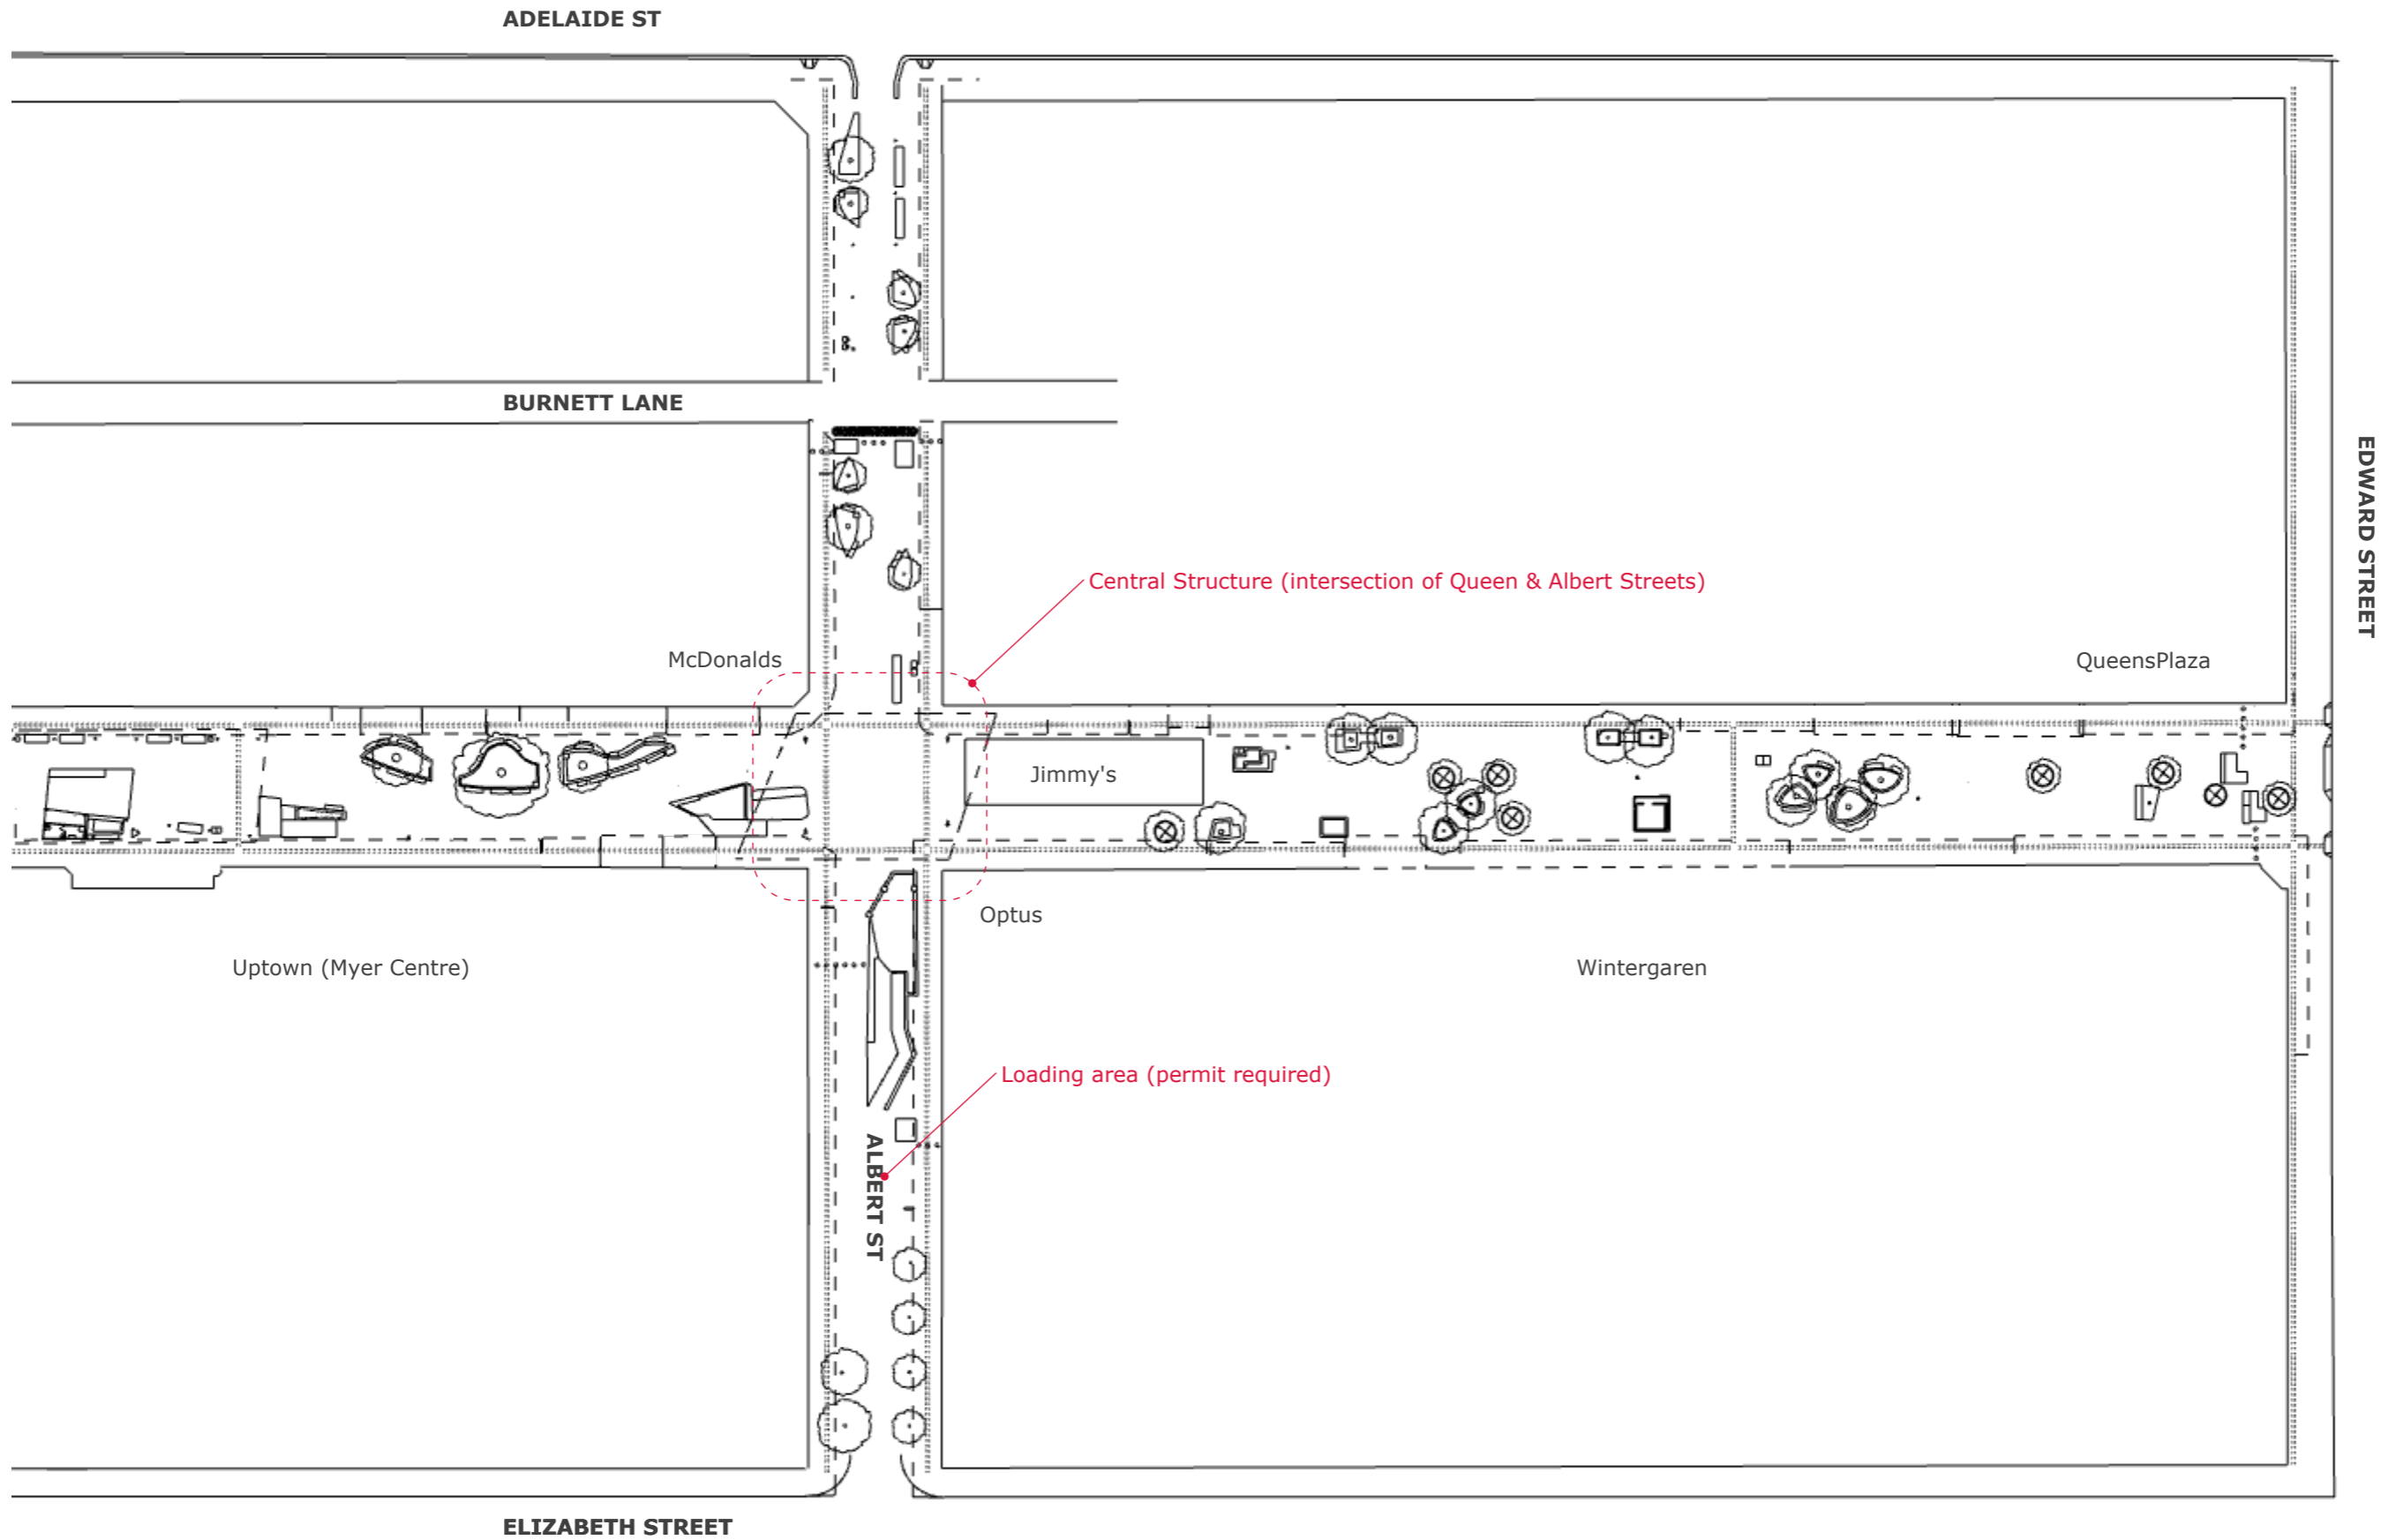 ADELAIDE ST
BURNETT LANE
EDWARD STREET
Central Structure (intersection of Queen & Albert Streets)
McDonalds
QueensPlaza
Jimmy's
Optus
Uptown (Myer Centre)
Wintergaren
Loading area (permit required)
ALBERT ST
ELIZABETH STREET